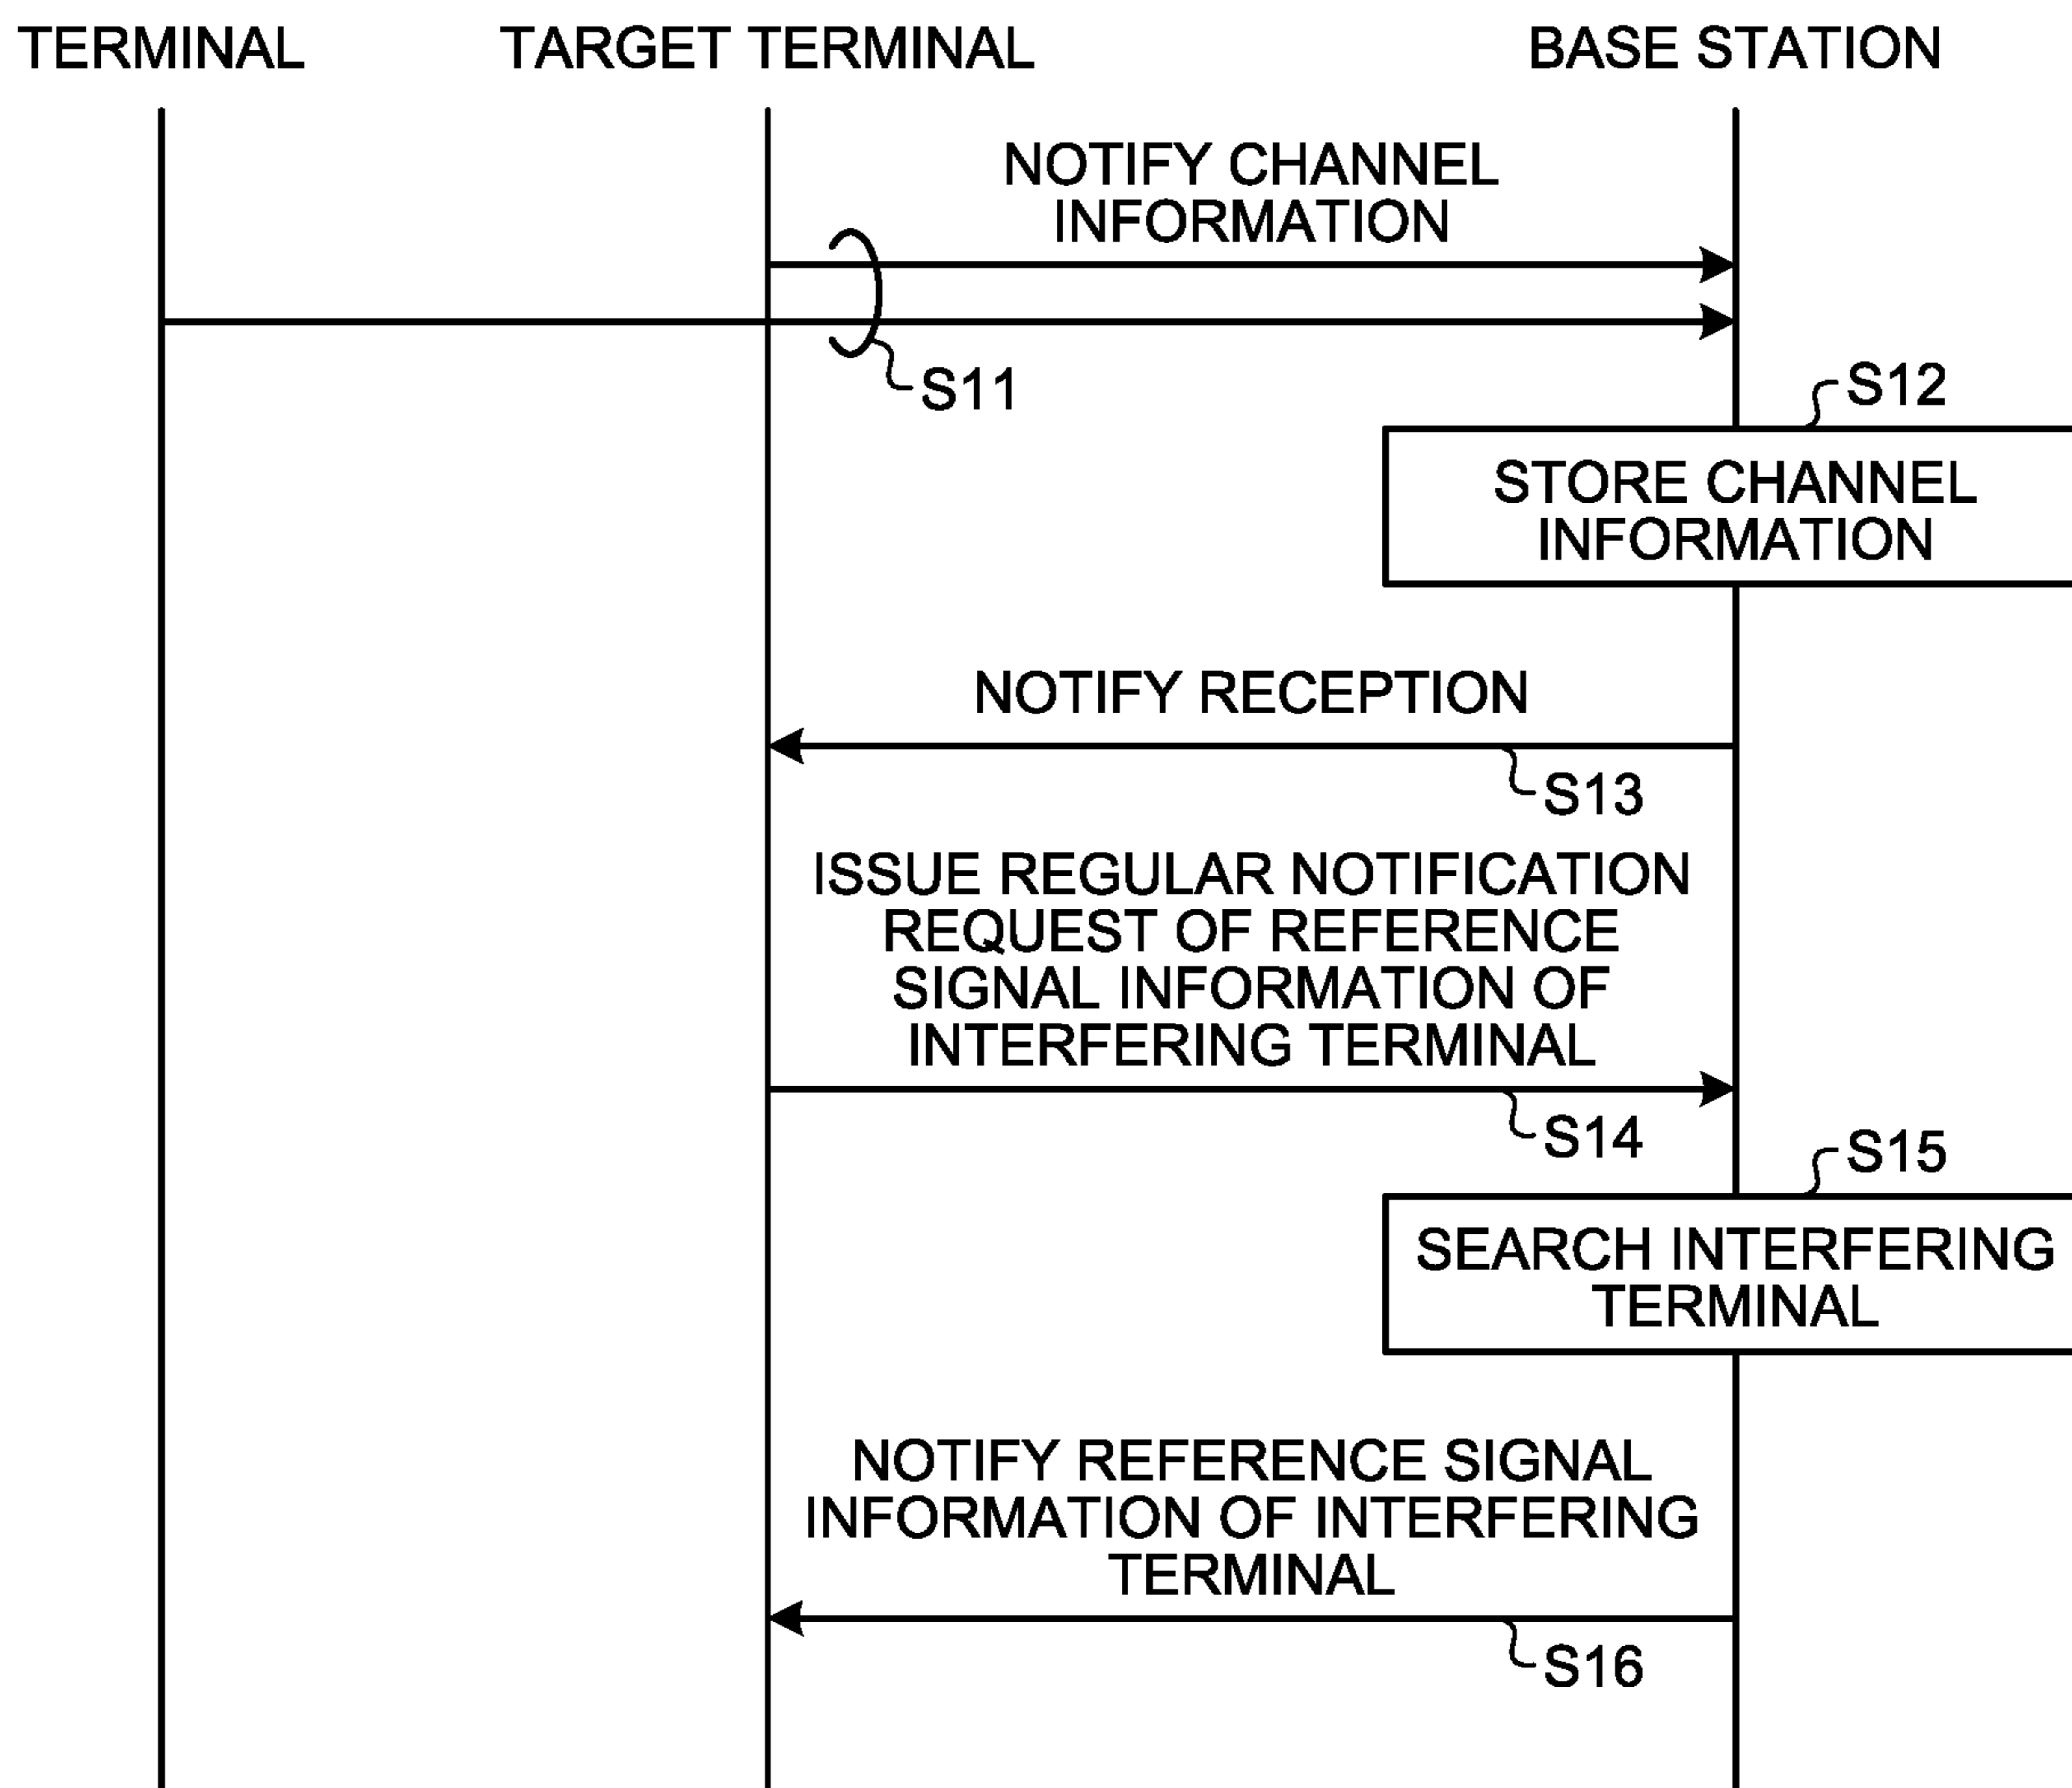 TERMINAL
TARGET TERMINAL
BASE STATION
NOTIFY CHANNEL
INFORMATION
S11
S12
STORE CHANNEL
INFORMATION
NOTIFY RECEPTION
S13
ISSUE REGULAR NOTIFICATION
REQUEST OF REFERENCE
SIGNAL INFORMATION OF
INTERFERING TERMINAL
S14
S15
SEARCH INTERFERING
TERMINAL
NOTIFY REFERENCE SIGNAL
INFORMATION OF INTERFERING
TERMINAL
S16